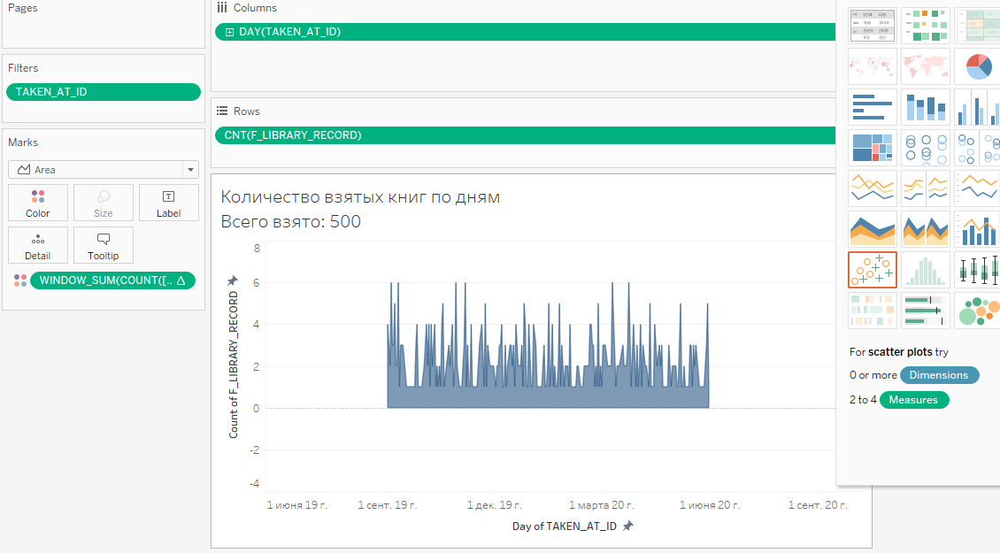 Pages
Filters
TAKEN_AT_ID
Marks
Area
Color
Size
Label
Detail
Tooltip
WINDOW_SUM(COUNT([..
Columns
DAY(TAKEN_AT_ID)
Rows
CNT(F_LIBRARY_RECORD)
Количество взятых книг по дням
Всего взято: 500
Count of F_LIBRARY_RECORD
8
6
4
2
0
-2
-4
1 июня 19 г.
1 сент. 19 г.
1 дек. 19 г.
1 марта 20 г.
1 июня 20 г.
1 сент. 20 г.
Day of TAKEN_AT_ID
For scatter plots try
0 or more Dimensions
2 to 4 Measures